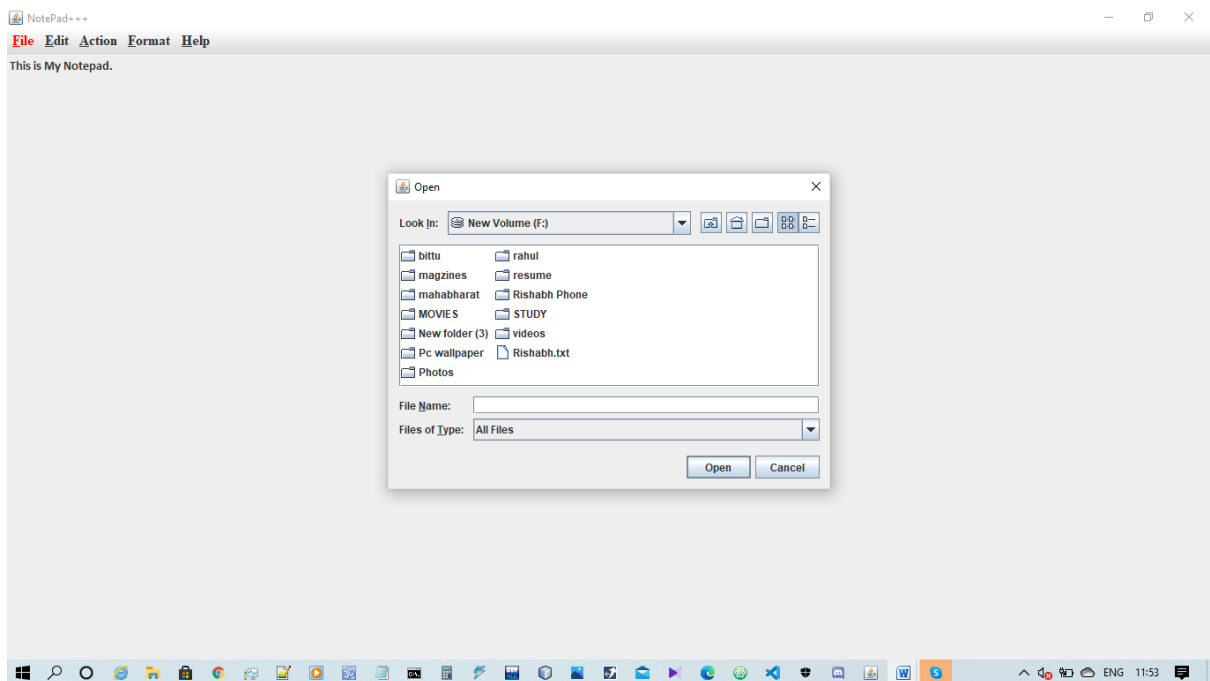 NotePad+++
File Edit Action Format Help
This is My Notepad.
Open
Look In: New Volume (F:)
bittu rahul
magzines resume
mahabharat Rishabh Phone
MOVIES STUDY
New folder (3) videos
Pc wallpaper Rishabh.txt
Photos
File Name:
Files of Type: All Files
Open Cancel
ENG 11:53